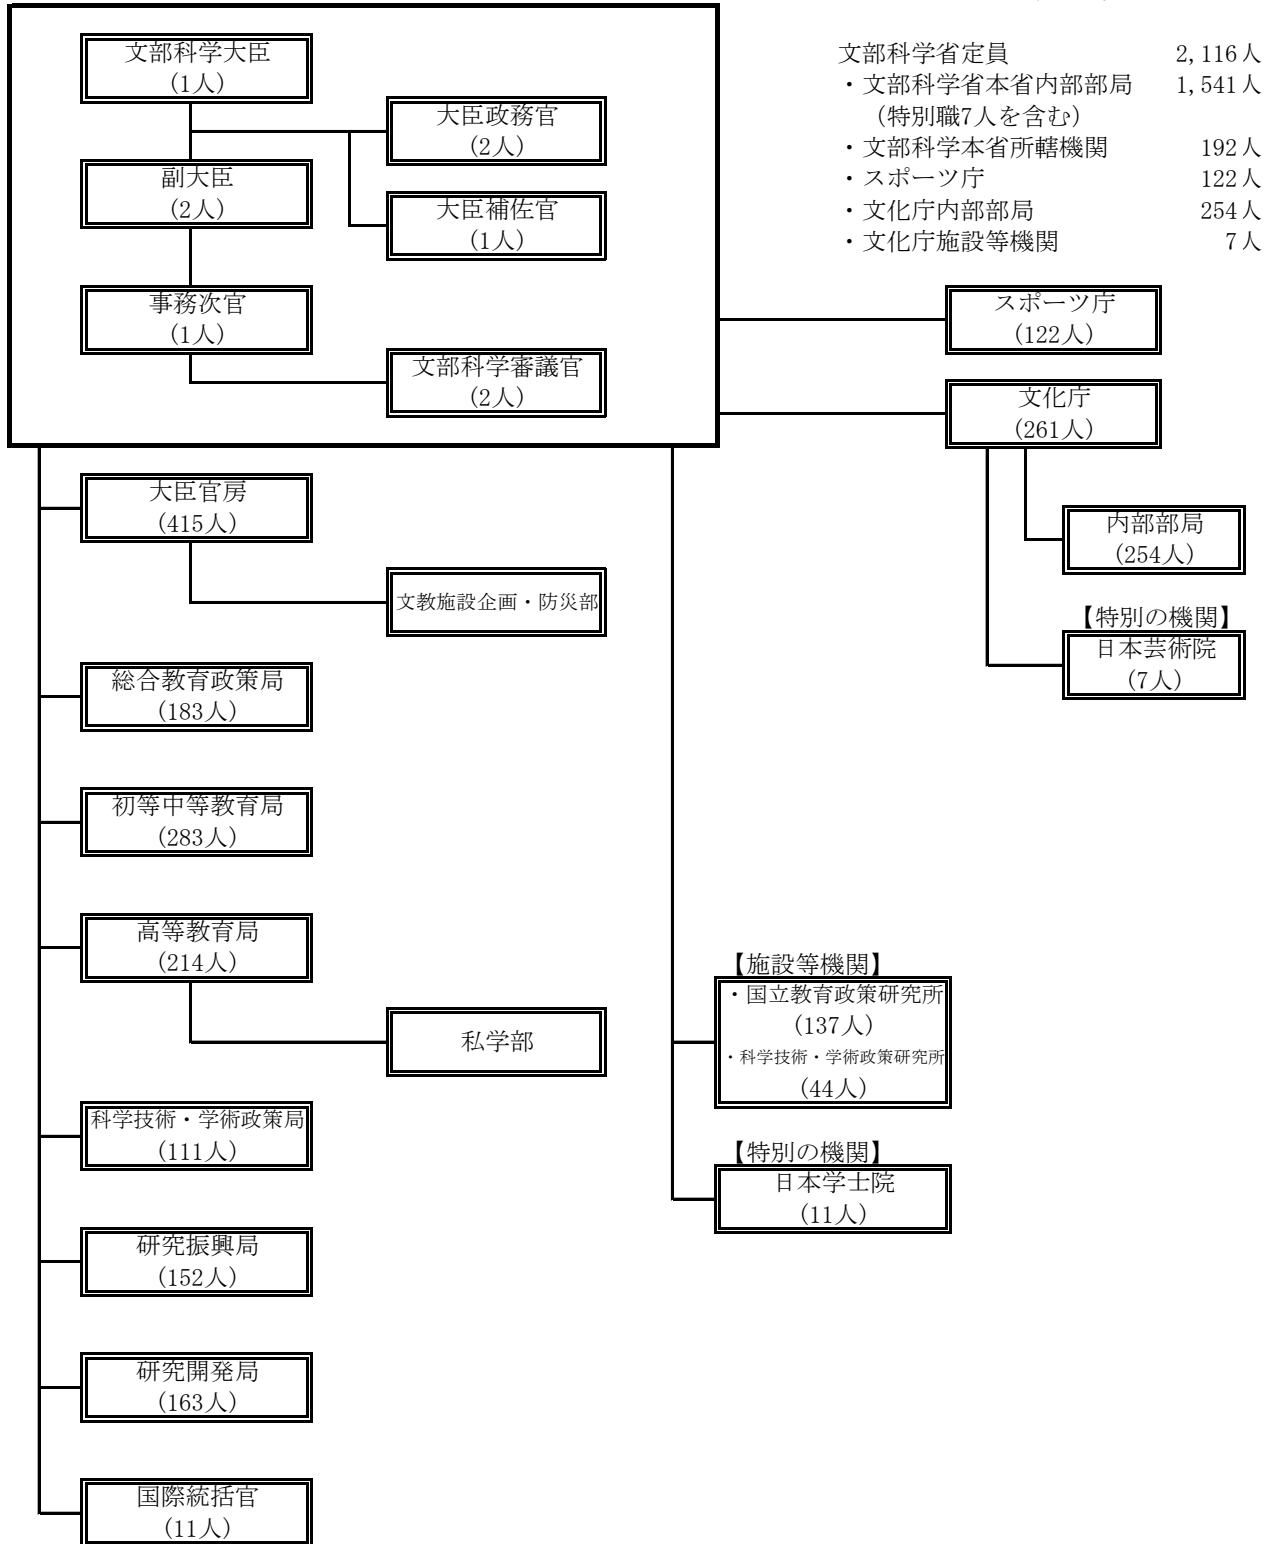 文部科学大臣
(1人)
大臣政務官
(2人)
副大臣
(2人)
大臣補佐官
(1人)
事務次官
(1人)
文部科学審議官
(2人)
文部科学省定員 2,116人
・文部科学省本省内部部局 1,541人
(特別職7人を含む)
・文部科学本省所轄機関 192人
・スポーツ庁 122人
・文化庁内部部局 254人
・文化庁施設等機関 7人
スポーツ庁
(122人)
文化庁
(261人)
内部部局
(254人)
【特別の機関】
日本芸術院
(7人)
大臣官房
(415人)
文教施設企画・防災部
総合教育政策局
(183人)
初等中等教育局
(283人)
高等教育局
(214人)
私学部
科学技術・学術政策局
(111人)
研究振興局
(152人)
研究開発局
(163人)
国際統括官
(11人)
【施設等機関】
・国立教育政策研究所
(137人)
・科学技術・学術政策研究所
(44人)
【特別の機関】
日本学士院
(11人)